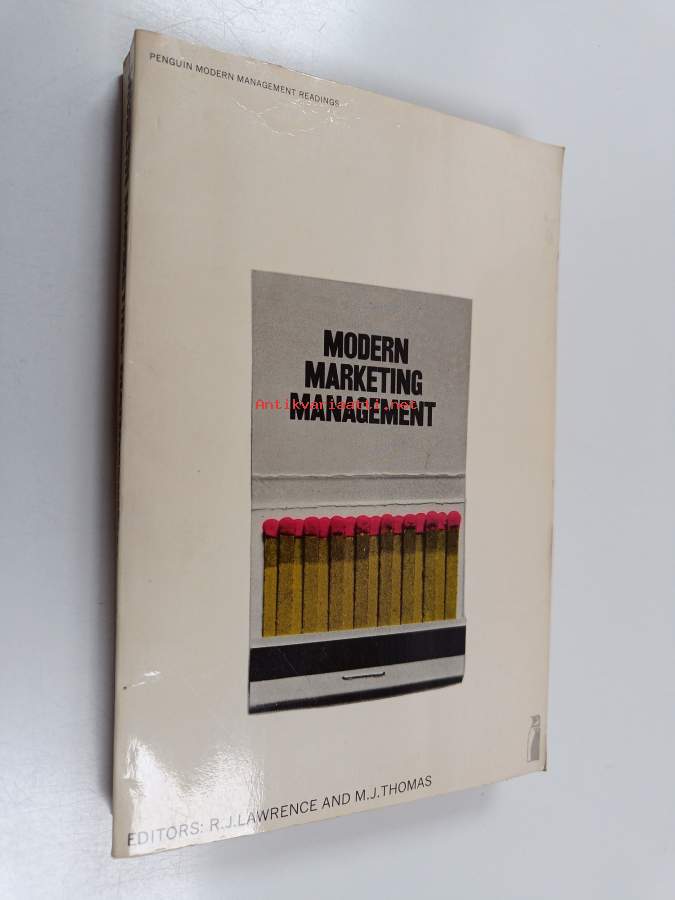 PENGUIN MODERN MANAGEMENT READINGS
MODERN
MARKETING
Antikvariaatti.net
MANAGEMENT
EDITORS: R.J.LAWRENCE AND M.J.THOMAS